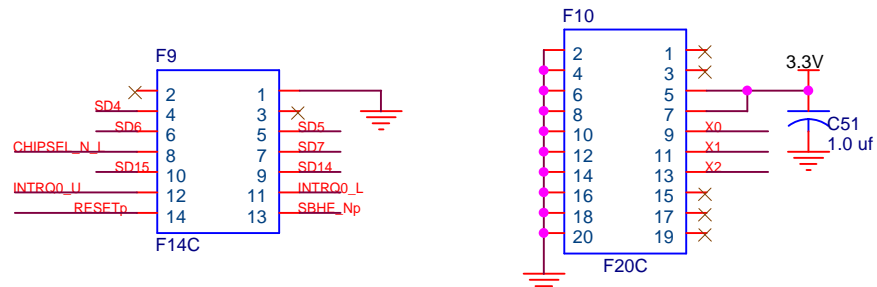 F9
2 1
SD4 4 3
SD6 6 5 SD5
CHIPSEL_N_L 8 7 SD7
SD15 10 9 SD14
INTRQ0_U 12 11 INTRQ0_L
RESETp 14 13 SBHE_Np
F14C
F10
2 1
4 3
6 5
8 7
10 9 X0
12 11 X1
14 13 X2
16 15
18 17
20 19
F20C
3.3V
C51
1.0 uf